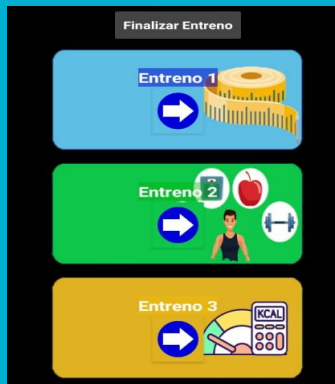 Finalizar Entreno
Entreno 1
Entreno 2
Entreno 3
KCAL